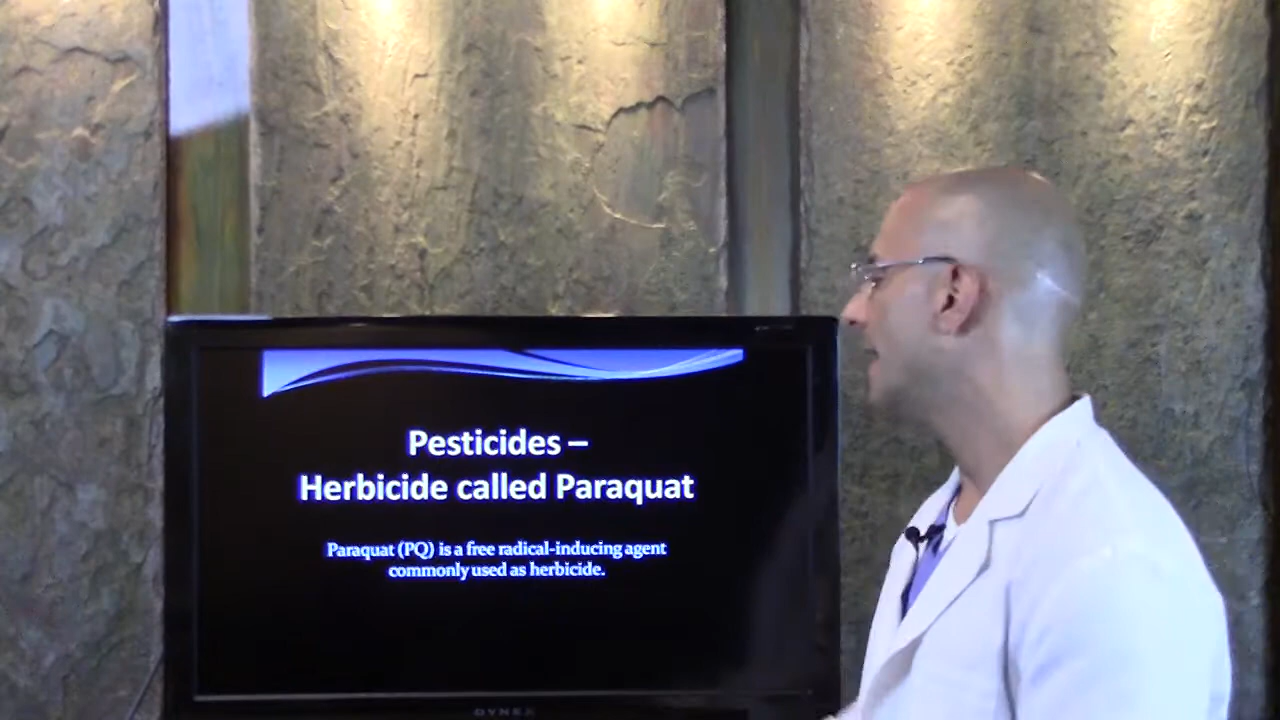 Pesticides –
Herbicide called Paraquat
Paraquat (PQ) is a free radical-inducing agent
commonly used as herbicide.
DYNEX